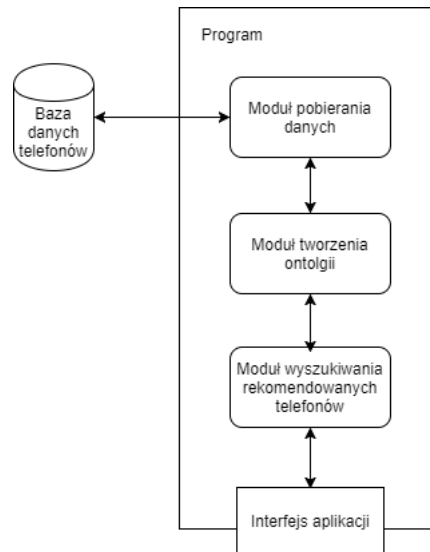 Program
Baza
danych
telefonów
Moduł pobierania
danych
Moduł tworzenia
ontolgii
Moduł wyszukiwania
rekomendowanych
telefonów
Interfejs aplikacji